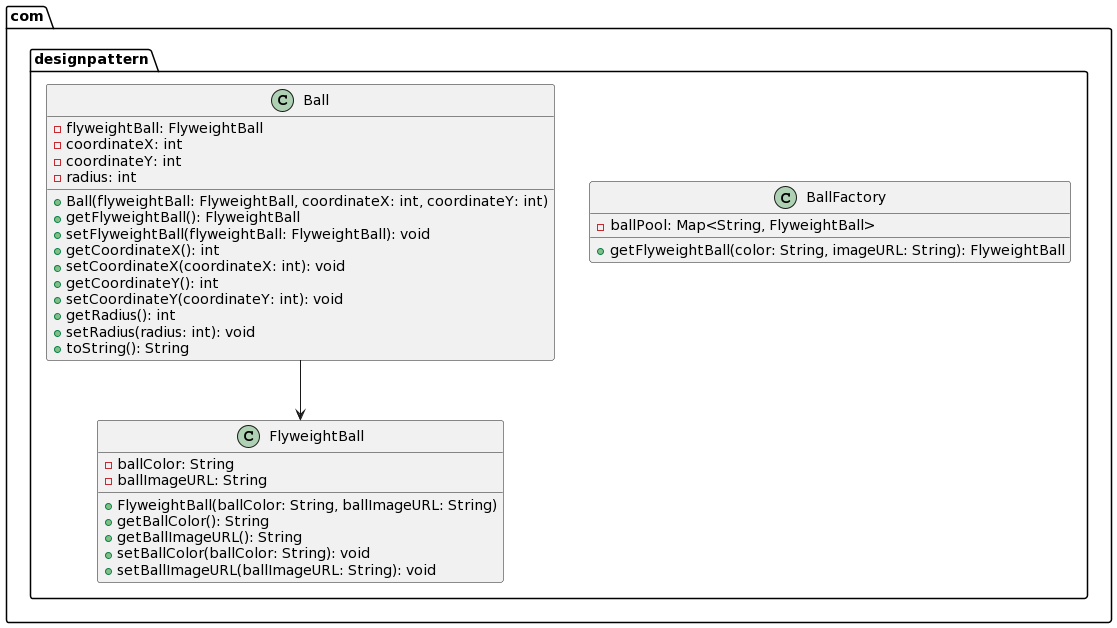 com
designpattern
C Ball
flyweightBall: FlyweightBall
coordinateX: int
coordinateY: int
radius: int
Ball(flyweightBall: FlyweightBall, coordinateX: int, coordinateY: int)
getFlyweightBall(): FlyweightBall
setFlyweightBall(flyweightBall: FlyweightBall): void
getCoordinateX(): int
setCoordinateX(coordinateX: int): void
getCoordinateY(): int
setCoordinateY(coordinateY: int): void
getRadius(): int
setRadius(radius: int): void
toString(): String
C BallFactory
ballPool: Map<String, FlyweightBall>
getFlyweightBall(color: String, imageURL: String): FlyweightBall
C FlyweightBall
ballColor: String
ballImageURL: String
FlyweightBall(ballColor: String, ballImageURL: String)
getBallColor(): String
getBallImageURL(): String
setBallColor(ballColor: String): void
setBallImageURL(ballImageURL: String): void